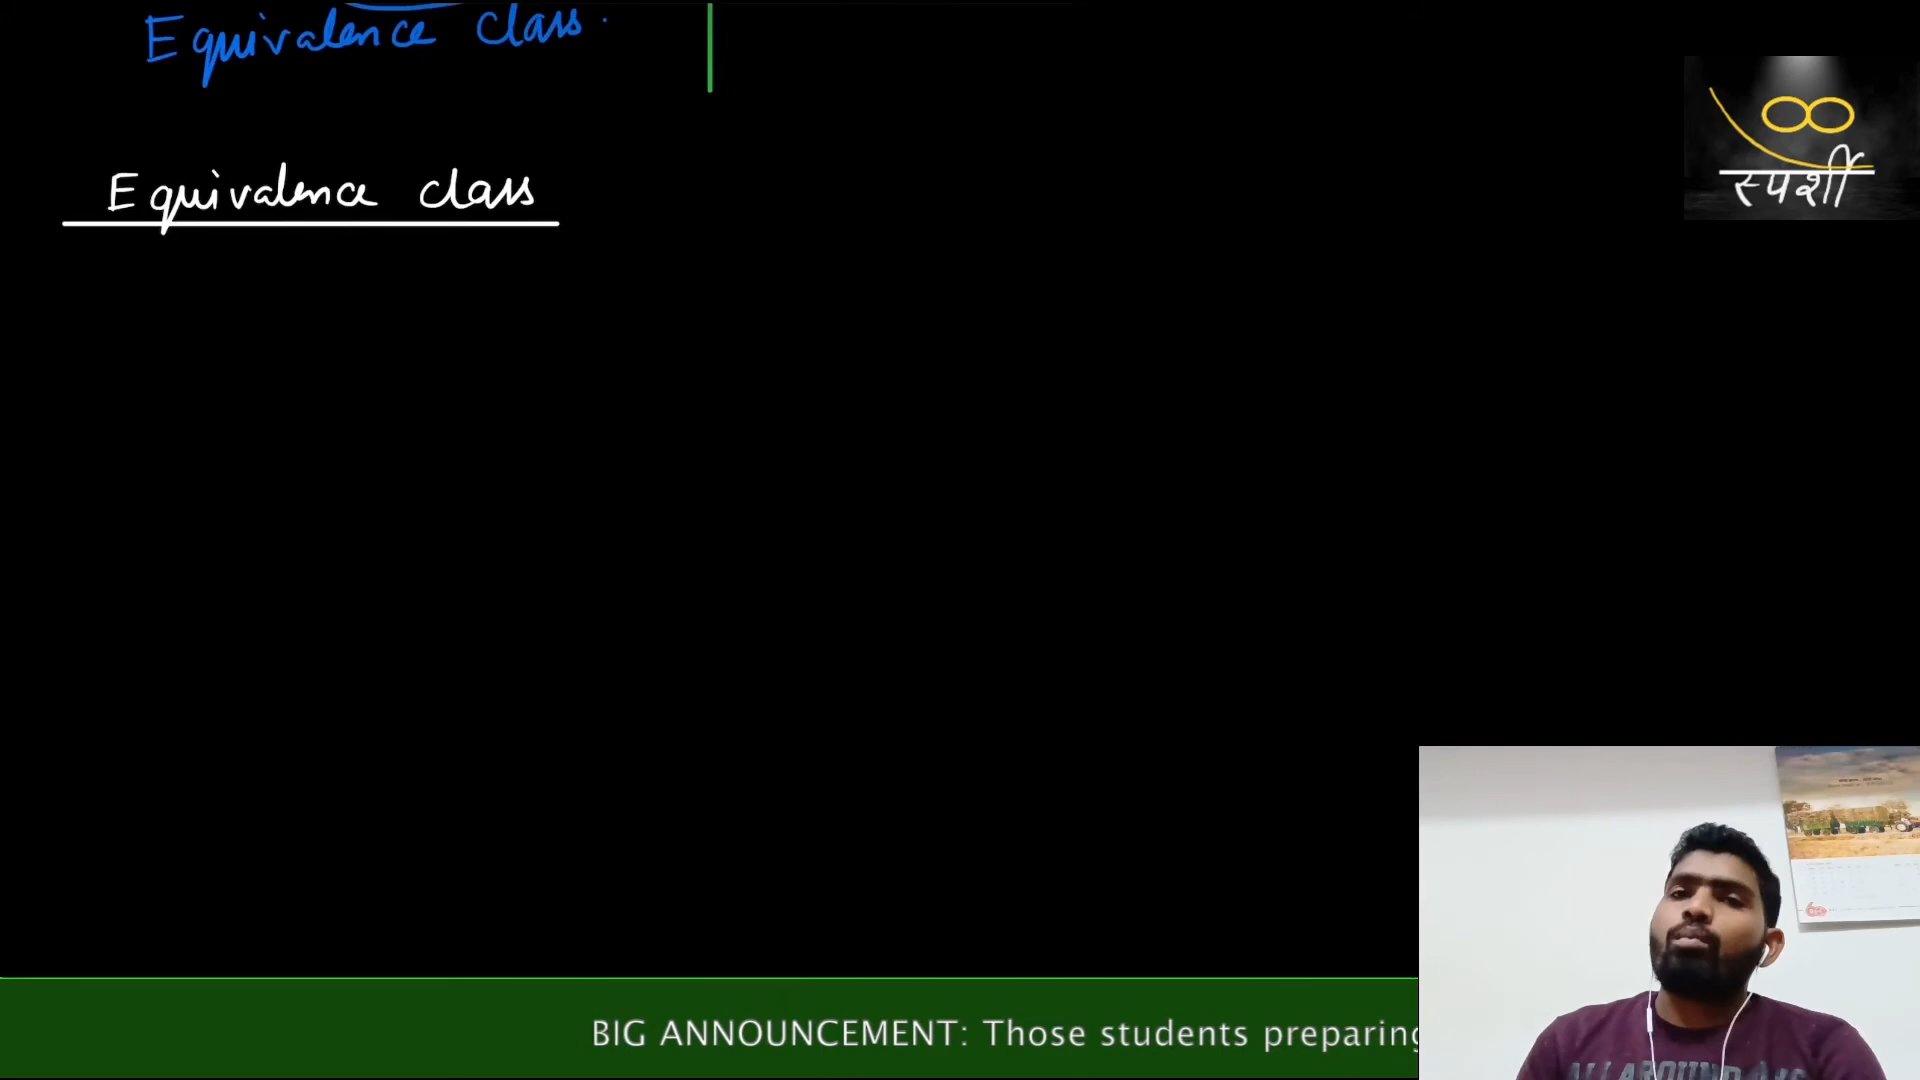 Equivalence class.
Equivalence class
स्पर्शी
BIG ANNOUNCEMENT: Those students preparing